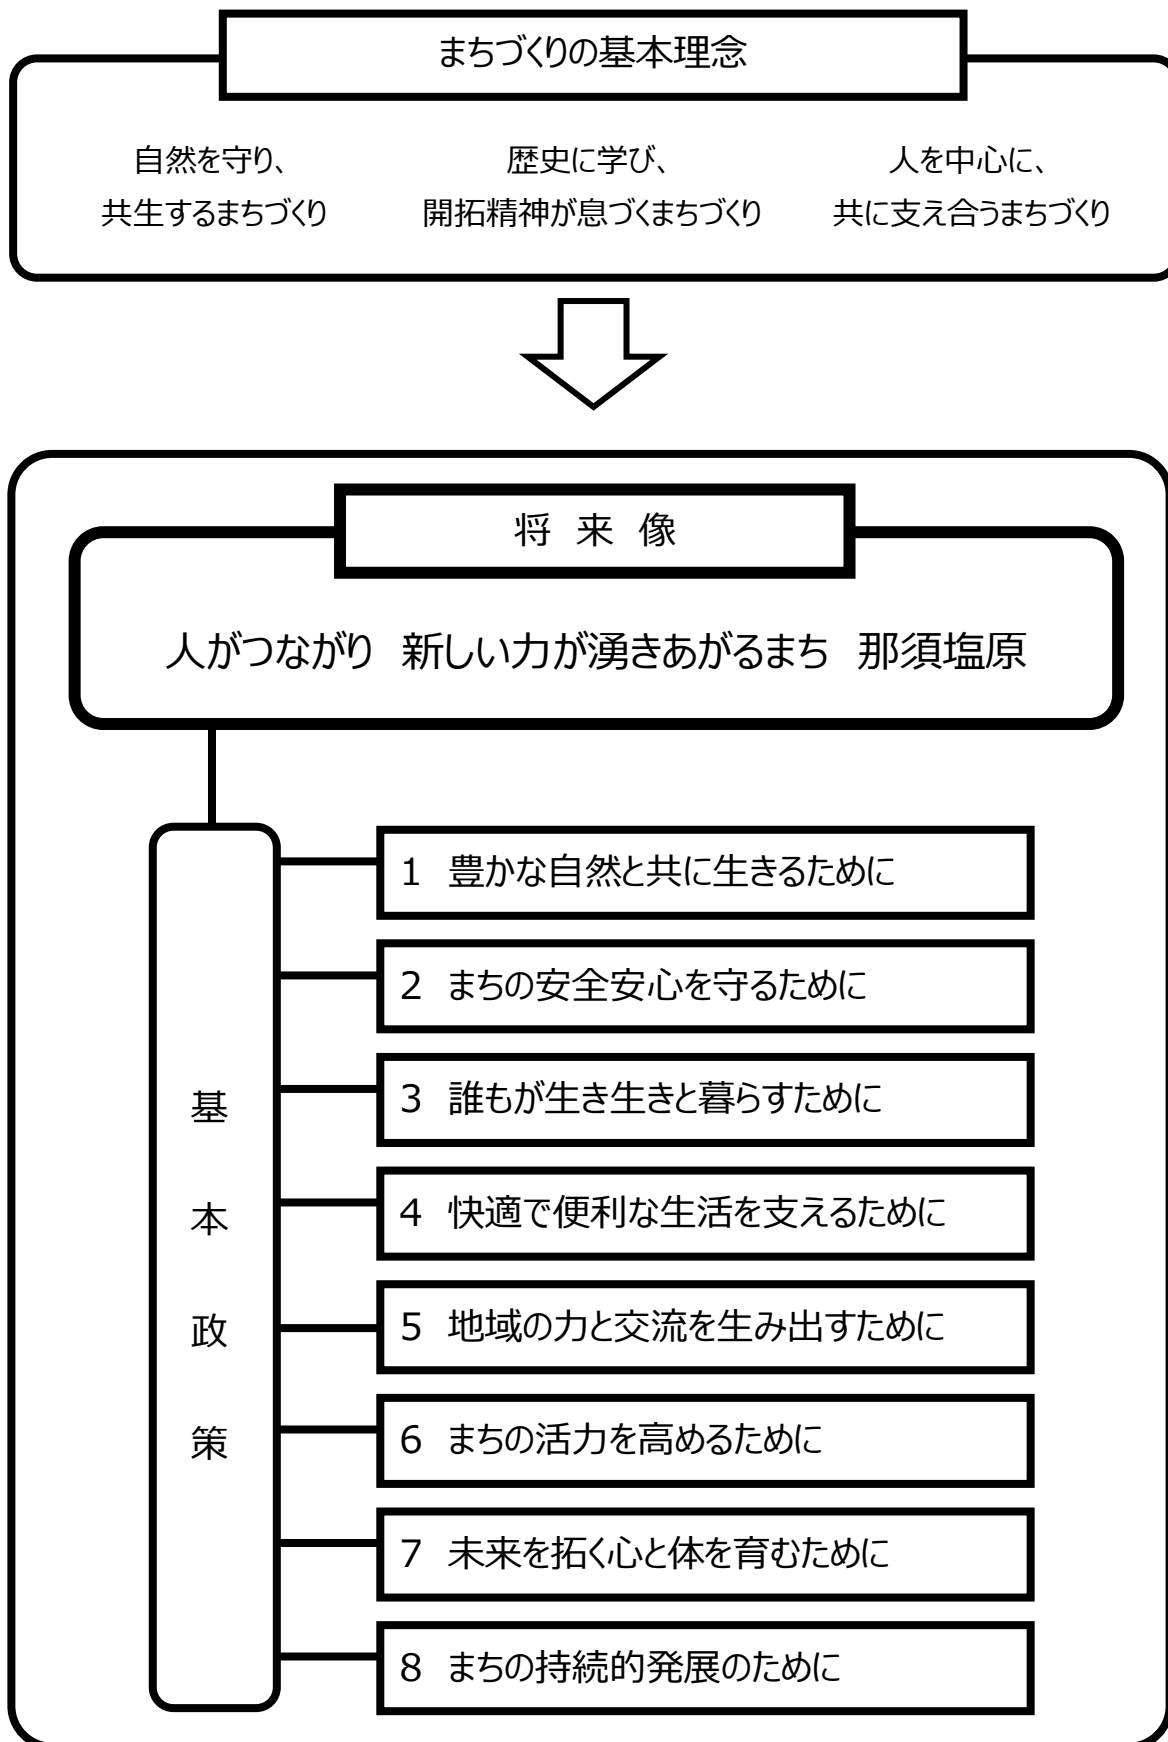 まちづくりの基本理念
自然を守り、
共生するまちづくり
歴史に学び、
開拓精神が息づくまちづくり
人を中心に、
共に支え合うまちづくり
将 来 像
人がつながり 新しい力が湧きあがるまち 那須塩原
基本政策
1 豊かな自然と共に生きるために
2 まちの安全安心を守るために
3 誰もが生き生きと暮らすために
4 快適で便利な生活を支えるために
5 地域の力と交流を生み出すために
6 まちの活力を高めるために
7 未来を拓く心と体を育むために
8 まちの持続的発展のために